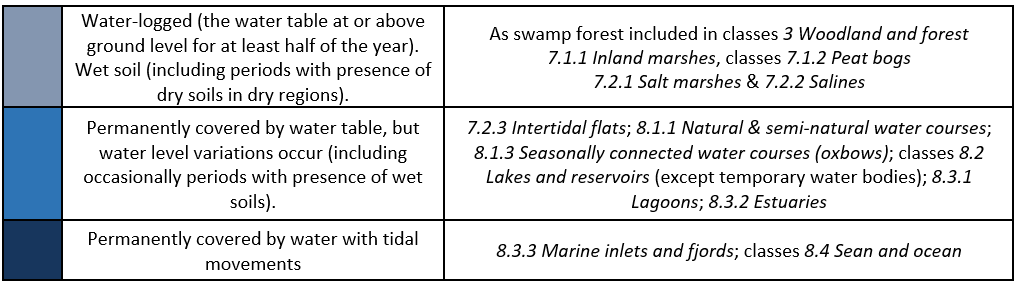 Water-logged (the water table at or above
ground level for at least half of the year).
Wet soil (including periods with presence of
dry soils in dry regions).
As swamp forest included in classes 3 Woodland and forest
7.1.1 Inland marshes, classes 7.1.2 Peat bogs
7.2.1 Salt marshes & 7.2.2 Salines
Permanently covered by water table, but
water level variations occur (including
occasionally periods with presence of wet
soils).
7.2.3 Intertidal flats; 8.1.1 Natural & semi-natural water courses;
8.1.3 Seasonally connected water courses (oxbows); classes 8.2
Lakes and reservoirs (except temporary water bodies); 8.3.1
Lagoons; 8.3.2 Estuaries
Permanently covered by water with tidal
movements
8.3.3 Marine inlets and fjords; classes 8.4 Sean and ocean